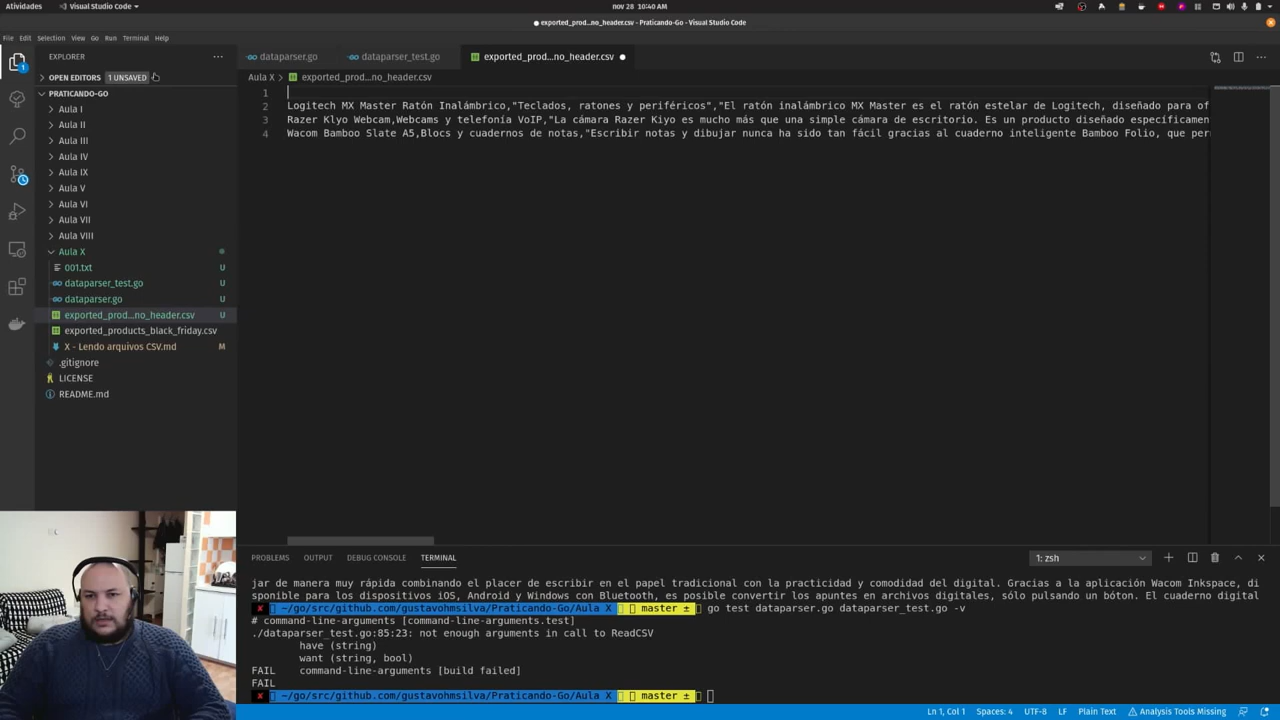 Atividades
Visual Studio Code
nov 28 10:40 AM
exported_prod...no_header.csv - Praticando-Go - Visual Studio Code
File Edit Selection View Go Run Terminal Help
EXPLORER
dataparser.go
dataparser_test.go
exported_prod...no_header.csv
OPEN EDITORS 1 UNSAVED
Aula X > exported_prod...no_header.csv
PRATICANDO-GO
Aula I
Aula II
Aula III
Aula IV
Aula IX
Aula V
Aula VI
Aula VII
Aula VIII
Aula X
001.txt U
dataparser_test.go U
dataparser.go U
exported_prod...no_header.csv U
exported_products_black_friday.csv
X - Lendo arquivos CSV.md M
.gitignore
LICENSE
README.md
1
2 Logitech MX Master Ratón Inalámbrico,"Teclados, ratones y periféricos","El ratón inalámbrico MX Master es el ratón estelar de Logitech, diseñado para of
3 Razer Klyo Webcam,Webcams y telefonía VoIP,"La cámara Razer Kiyo es mucho más que una simple cámara de escritorio. Es un producto diseñado específicamen
4 Wacom Bamboo Slate A5,Blocs y cuadernos de notas,"Escribir notas y dibujar nunca ha sido tan fácil gracias al cuaderno inteligente Bamboo Folio, que per
PROBLEMS OUTPUT DEBUG CONSOLE TERMINAL
1: zsh
jar de manera muy rápida combinando el placer de escribir en el papel tradicional con la practicidad y comodidad del digital. Gracias a la aplicación Wacom Inkspace, di
sponible para los dispositivos iOS, Android y Windows con Bluetooth, es posible convertir los apuntes en archivos digitales, sólo pulsando un bóton. El cuaderno digital
✘ ~/go/src/github.com/gustavohmsilva/Praticando-Go/Aula X master ± go test dataparser.go dataparser_test.go -v
# command-line-arguments [command-line-arguments.test]
./dataparser_test.go:85:23: not enough arguments in call to ReadCSV
have (string)
want (string, bool)
FAIL command-line-arguments [build failed]
FAIL
✘ ~/go/src/github.com/gustavohmsilva/Praticando-Go/Aula X master ±
Ln 1, Col 1 Spaces: 4 UTF-8 LF Plain Text Analysis Tools Missing